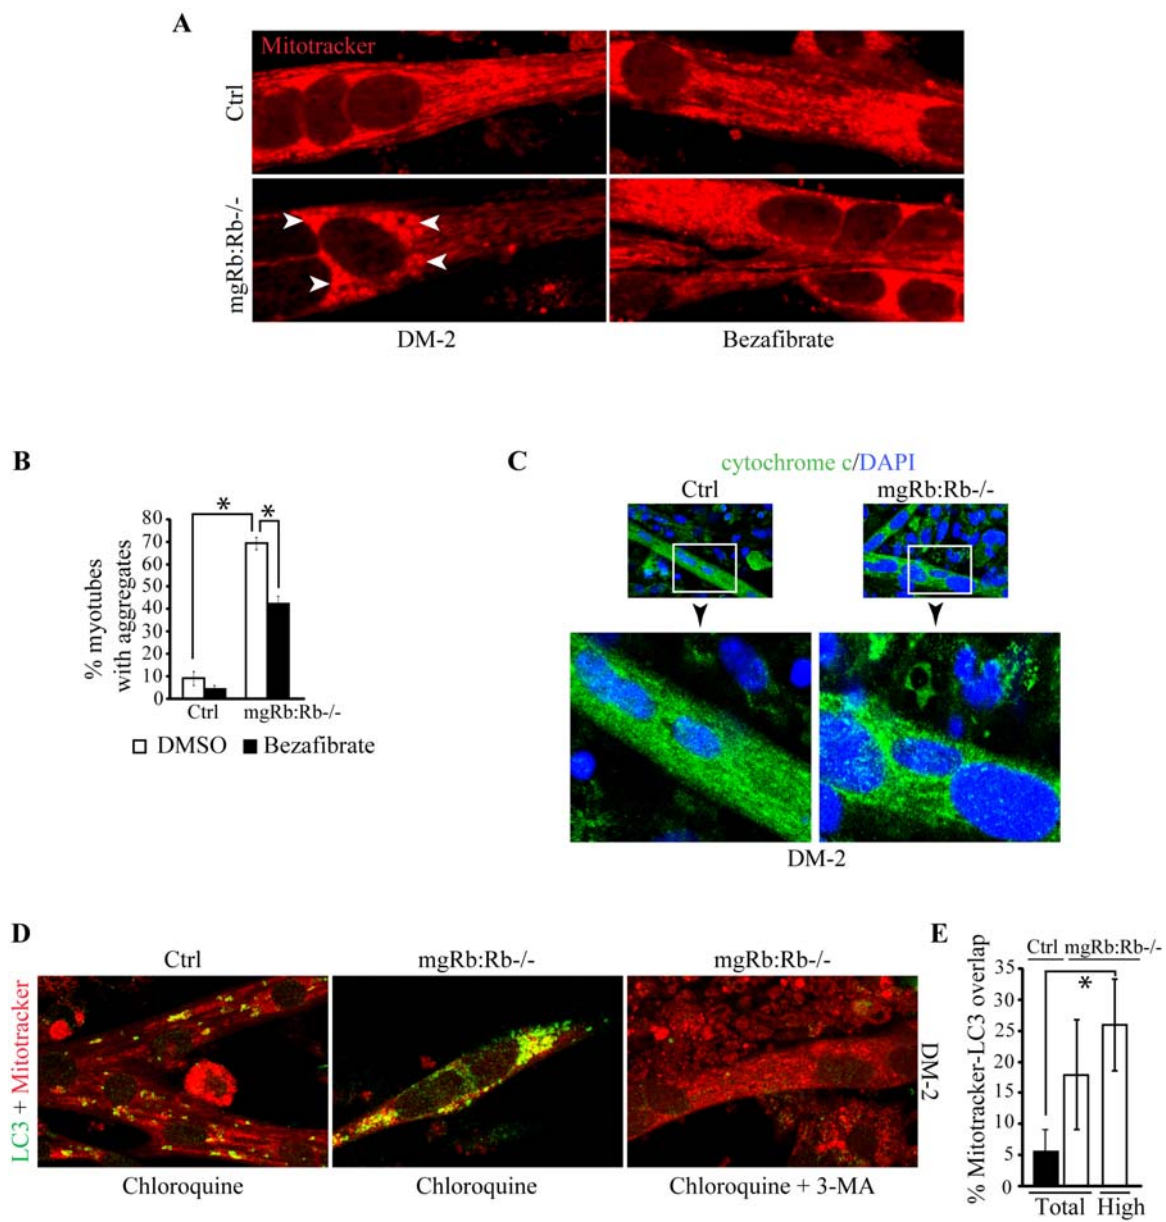 A
Mitotracker
Ctrl
mgRb:Rb-/-
DM-2
Bezafibrate
B
% myotubes
with aggregates
80
70
60
50
40
30
20
10
0
*
*
Ctrl
mgRb:Rb-/-
DMSO
Bezafibrate
C
cytochrome c/DAPI
Ctrl
mgRb:Rb-/-
DM-2
D
Ctrl
mgRb:Rb-/-
mgRb:Rb-/-
LC3 + Mitotracker
DM-2
Chloroquine
Chloroquine
Chloroquine + 3-MA
E
Ctrl
mgRb:Rb-/-
% Mitotracker-LC3 overlap
35
30
25
20
15
10
5
0
*
Total
High